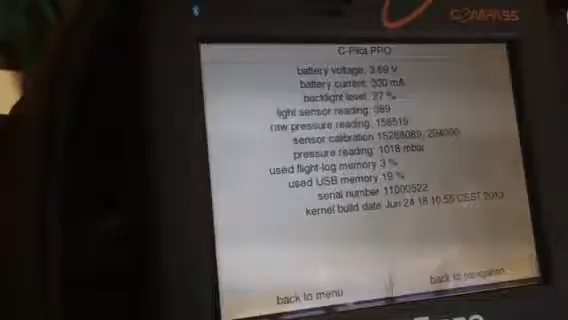 COMPASS
C-Pilot PRO
battery voltage: 3.69 V
battery current: 330 mA
backlight level: 27 %
light sensor reading: 389
raw pressure reading: 158519
sensor calibration 15268089,
pressure reading: 1018 mbar
used flight-log memory 3 %
used USB memory 19 %
serial number 11000522
kernel build date Jun 24 18:10:55 CEST 2013
back to menu
back to navigation